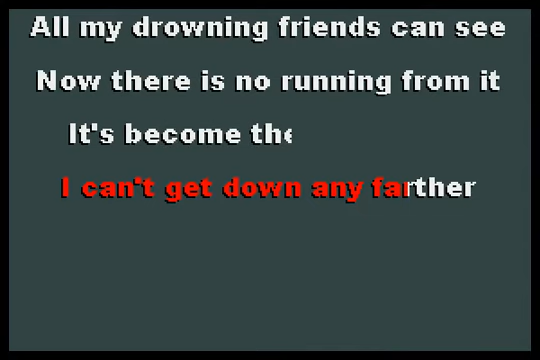 All my drowning friends can see
Now there is no running from it
It's become the
I can't get down any farther